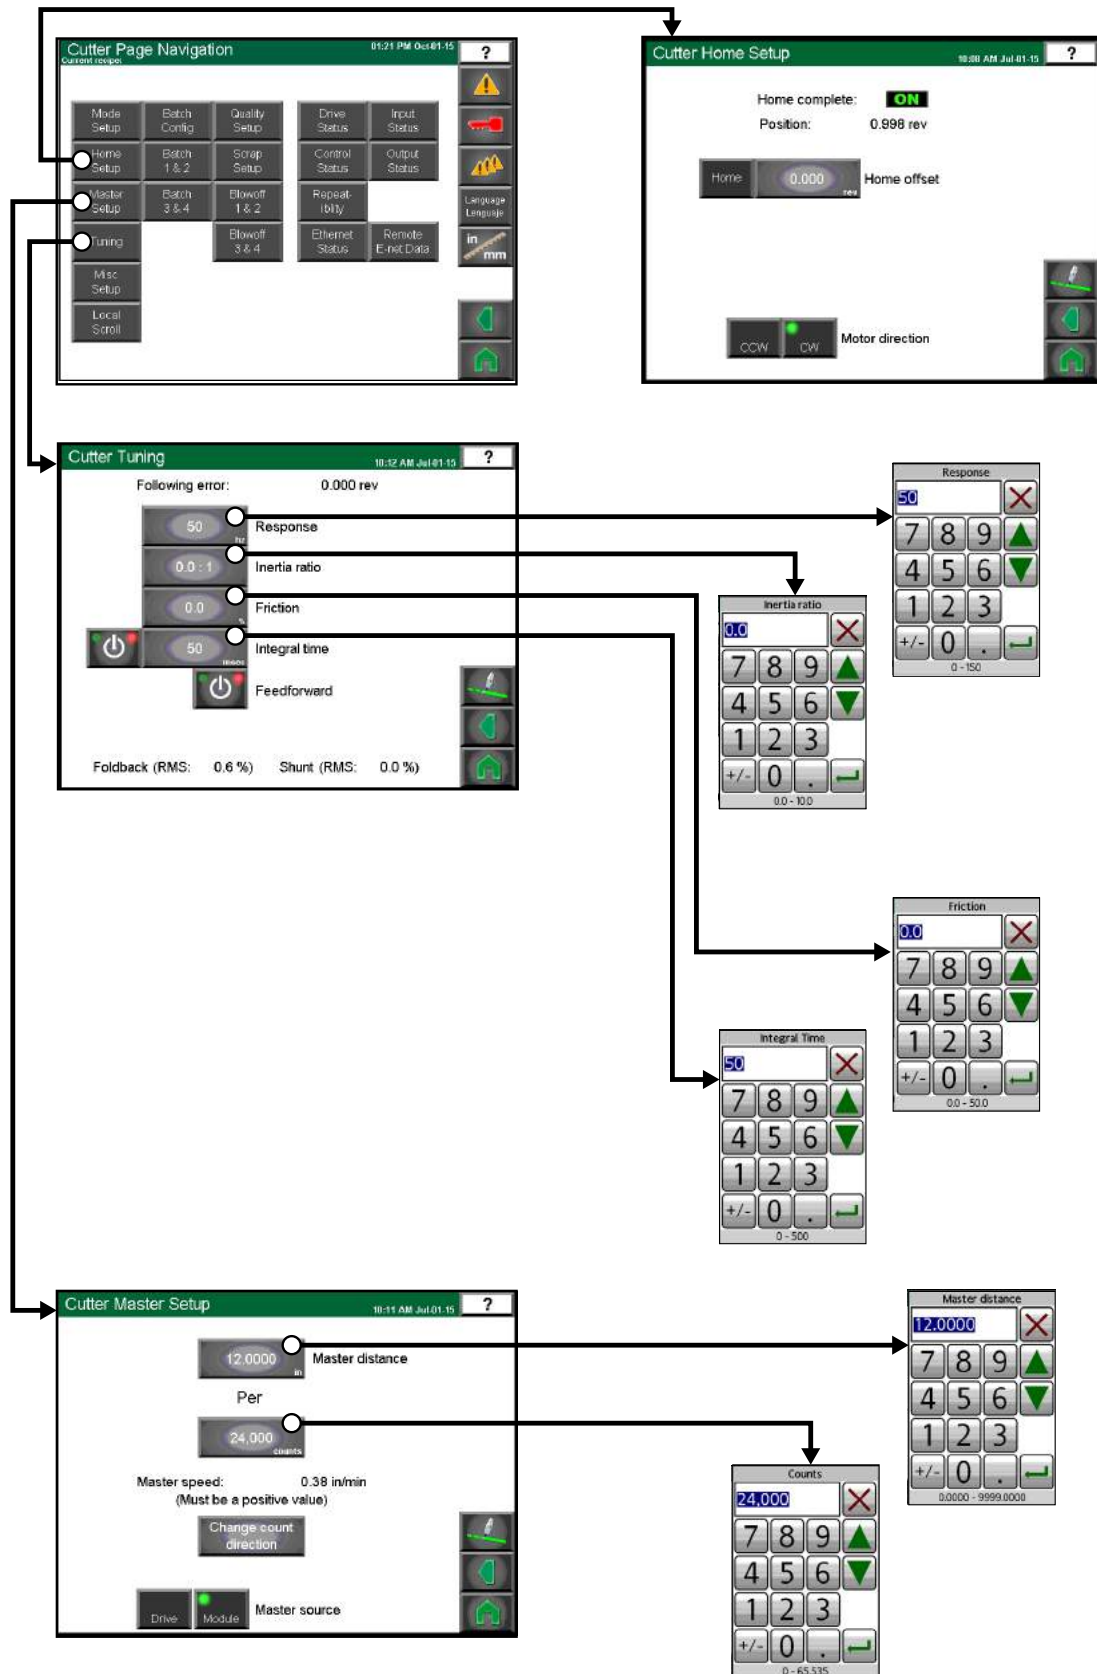 Cutter Page Navigation
01:21 PM Oct-01-15
?
Current recipe:
Mode Setup
Batch Config
Quality Setup
Drive Status
Input Status
Home Setup
Batch 1 & 2
Scrap Setup
Control Status
Output Status
Master Setup
Batch 3 & 4
Blowoff 1 & 2
Repeat-ibility
Language
Lenguaje
Tuning
Blowoff 3 & 4
Ethernet Status
Remote E-net Data
in
mm
Misc Setup
Local Scroll
Cutter Home Setup
10:08 AM Jul-01-15
?
Home complete: ON
Position: 0.998 rev
Home
0.000
rev
Home offset
CCW
CW
Motor direction
Cutter Tuning
10:12 AM Jul-01-15
?
Following error: 0.000 rev
50
hz
Response
0.0 : 1
Inertia ratio
0.0
%
Friction
50
msec
Integral time
Feedforward
Foldback (RMS: 0.6 %) Shunt (RMS: 0.0 %)
Response
50
7 8 9
4 5 6
1 2 3
+/- 0 .
0 - 150
Inertia ratio
0.0
7 8 9
4 5 6
1 2 3
+/- 0 .
0.0 - 10.0
Friction
0.0
7 8 9
4 5 6
1 2 3
+/- 0 .
0.0 - 50.0
Integral Time
50
7 8 9
4 5 6
1 2 3
+/- 0 .
0 - 500
Cutter Master Setup
10:11 AM Jul-01-15
?
12.0000
in
Master distance
Per
24,000
counts
Master speed: 0.38 in/min
(Must be a positive value)
Change count
direction
Drive
Module
Master source
Master distance
12.0000
7 8 9
4 5 6
1 2 3
+/- 0 .
0.0000 - 9999.0000
Counts
24,000
7 8 9
4 5 6
1 2 3
+/- 0 .
0 - 65,535